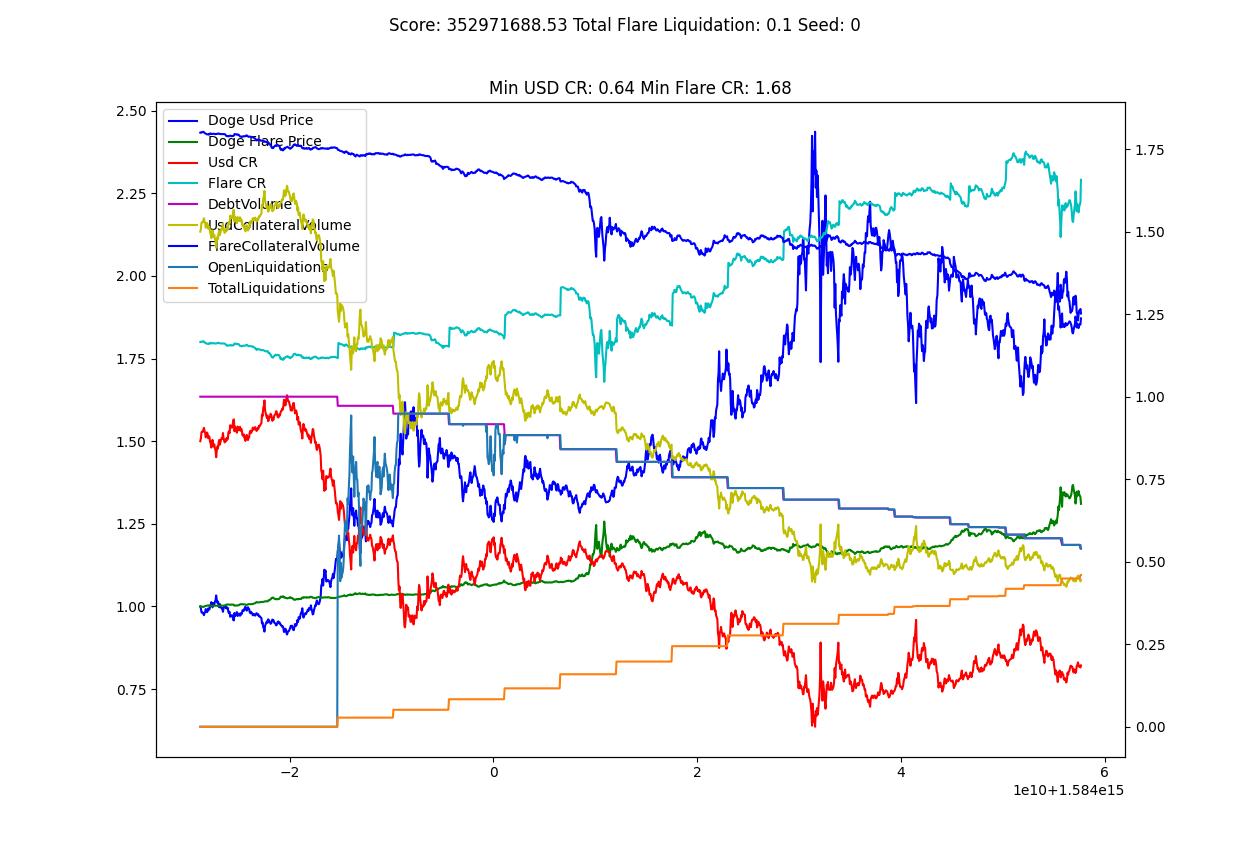 Score: 352971688.53 Total Flare Liquidation: 0.1 Seed: 0
Min USD CR: 0.64 Min Flare CR: 1.68
Doge Usd Price
Doge Flare Price
Usd CR
Flare CR
DebtVolume
UsdCollateralVolume
FlareCollateralVolume
OpenLiquidations
TotalLiquidations
2.50
2.25
2.00
1.75
1.50
1.25
1.00
0.75
1.75
1.50
1.25
1.00
0.75
0.50
0.25
0.00
−2
0
2
4
6
1e10+1.584e15